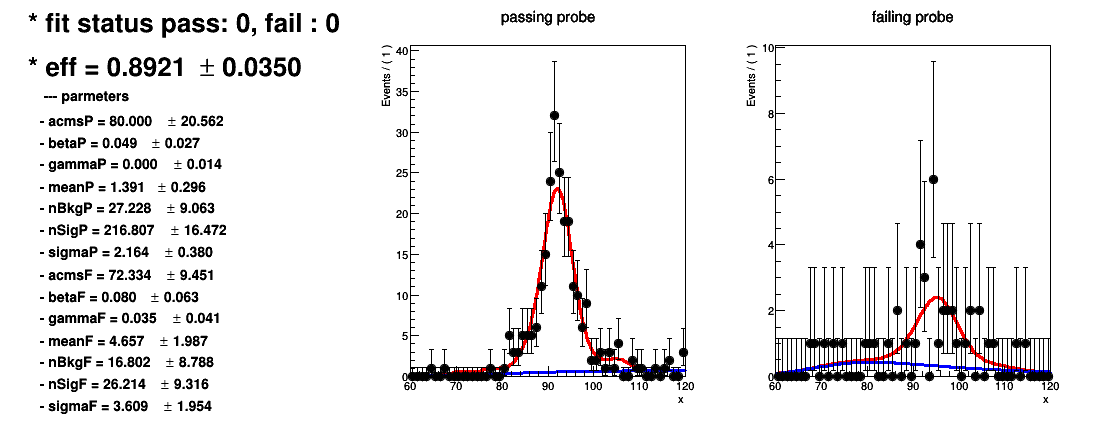 * fit status pass: 0, fail : 0
* eff = 0.8921 ± 0.0350
--- parmeters
- acmsP = 80.000 ± 20.562
- betaP = 0.049 ± 0.027
- gammaP = 0.000 ± 0.014
- meanP = 1.391 ± 0.296
- nBkgP = 27.228 ± 9.063
- nSigP = 216.807 ± 16.472
- sigmaP = 2.164 ± 0.380
- acmsF = 72.334 ± 9.451
- betaF = 0.080 ± 0.063
- gammaF = 0.035 ± 0.041
- meanF = 4.657 ± 1.987
- nBkgF = 16.802 ± 8.788
- nSigF = 26.214 ± 9.316
- sigmaF = 3.609 ± 1.954
passing probe
Events / ( 1 )
40
35
30
25
20
15
10
5
0
60 70 80 90 100 110 120
x
failing probe
Events / ( 1 )
10
8
6
4
2
0
60 70 80 90 100 110 120
x